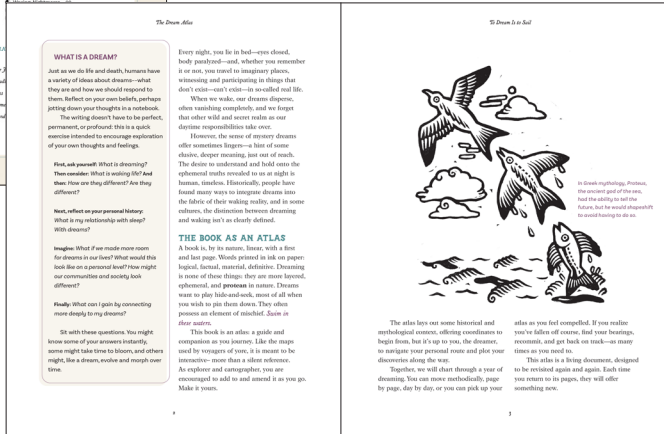 The Dream Atlas
WHAT IS A DREAM?
Just as we do life and death, humans have
a variety of ideas about dreams—what
they are and how we should respond to
them. Reflect on your own beliefs, perhaps
jotting down your thoughts in a notebook.
The writing doesn't have to be perfect,
permanent, or profound: this is a quick
exercise intended to encourage exploration
of your own thoughts and feelings.
First, ask yourself: What is dreaming?
Then consider: What is waking life? And
then: How are they different? Are they
different?
Next, reflect on your personal history:
What is my relationship with sleep?
With dreams?
Imagine: What if we made more room
for dreams in our lives? What would this
look like on a personal level? How might
our communities and society look
different?
Finally: What can I gain by connecting
more deeply to my dreams?
Sit with these questions. You might
know some of your answers instantly,
some might take time to bloom, and others
might, like a dream, evolve and morph over
time.
Every night, you lie in bed—eyes closed,
body paralyzed—and, whether you remember
it or not, you travel to imaginary places,
witnessing and participating in things that
don't exist—can't exist—in so-called real life.
When we wake, our dreams disperse,
often vanishing completely, and we forget
that other wild and secret realm as our
daytime responsibilities take over.
However, the sense of mystery dreams
offer sometimes lingers—a hint of some
elusive, deeper meaning, just out of reach.
The desire to understand and hold onto the
ephemeral truths revealed to us at night is
human, timeless. Historically, people have
found many ways to integrate dreams into
the fabric of their waking reality, and in some
cultures, the distinction between dreaming
and waking isn't as clearly defined.
THE BOOK AS AN ATLAS
A book is, by its nature, linear, with a first
and last page. Words printed in ink on paper:
logical, factual, material, definitive. Dreaming
is none of these things: they are more layered,
ephemeral, and protean in nature. Dreams
want to play hide-and-seek, most of all when
you wish to pin them down. They often
possess an element of mischief. Swim in
these waters.
This book is an atlas: a guide and
companion as you journey. Like the maps
used by voyagers of yore, it is meant to be
interactive– more than a silent reference.
As explorer and cartographer, you are
encouraged to add to and amend it as you go.
Make it yours.
To Dream Is to Sail
In Greek mythology, Proteus,
the ancient god of the sea,
had the ability to tell the
future, but he would shapeshift
to avoid having to do so.
The atlas lays out some historical and
mythological context, offering coordinates to
begin from, but it's up to you, the dreamer,
to navigate your personal route and plot your
discoveries along the way.
Together, we will chart through a year of
dreaming. You can move methodically, page
by page, day by day, or you can pick up your
atlas as you feel compelled. If you realize
you've fallen off course, find your bearings,
recommit, and get back on track—as many
times as you need to.
This atlas is a living document, designed
to be revisited again and again. Each time
you return to its pages, they will offer
something new.